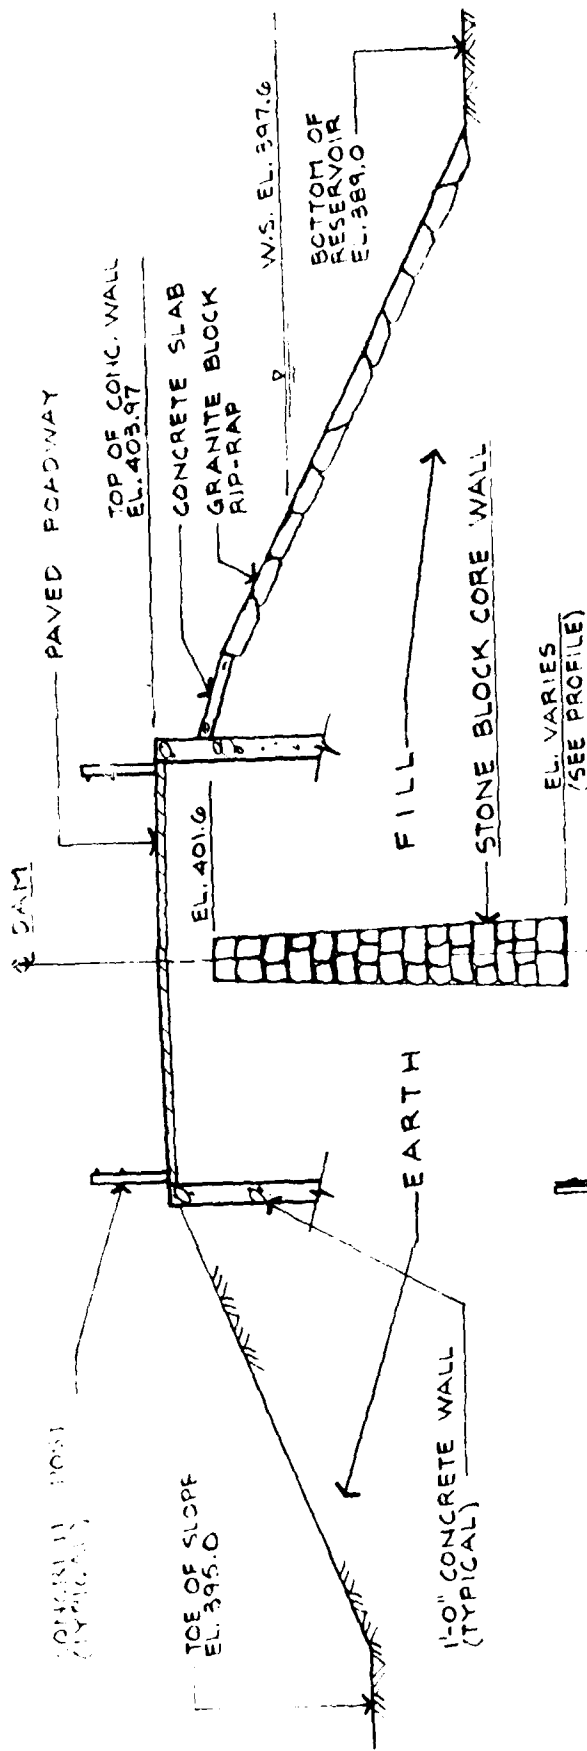 ℄ DAM
PAVED ROADWAY
TOP OF CONC. WALL
EL. 403.97
CONCRETE SLAB
GRANITE BLOCK
RIP-RAP
W.S. EL. 397.6
BOTTOM OF
RESERVOIR
EL. 389.0
EL. 401.6
CONCRETE POST
(TYPICAL)
TOE OF SLOPE
EL. 395.0
1'-0" CONCRETE WALL
(TYPICAL)
EARTH FILL
STONE BLOCK CORE WALL
EL. VARIES
(SEE PROFILE)